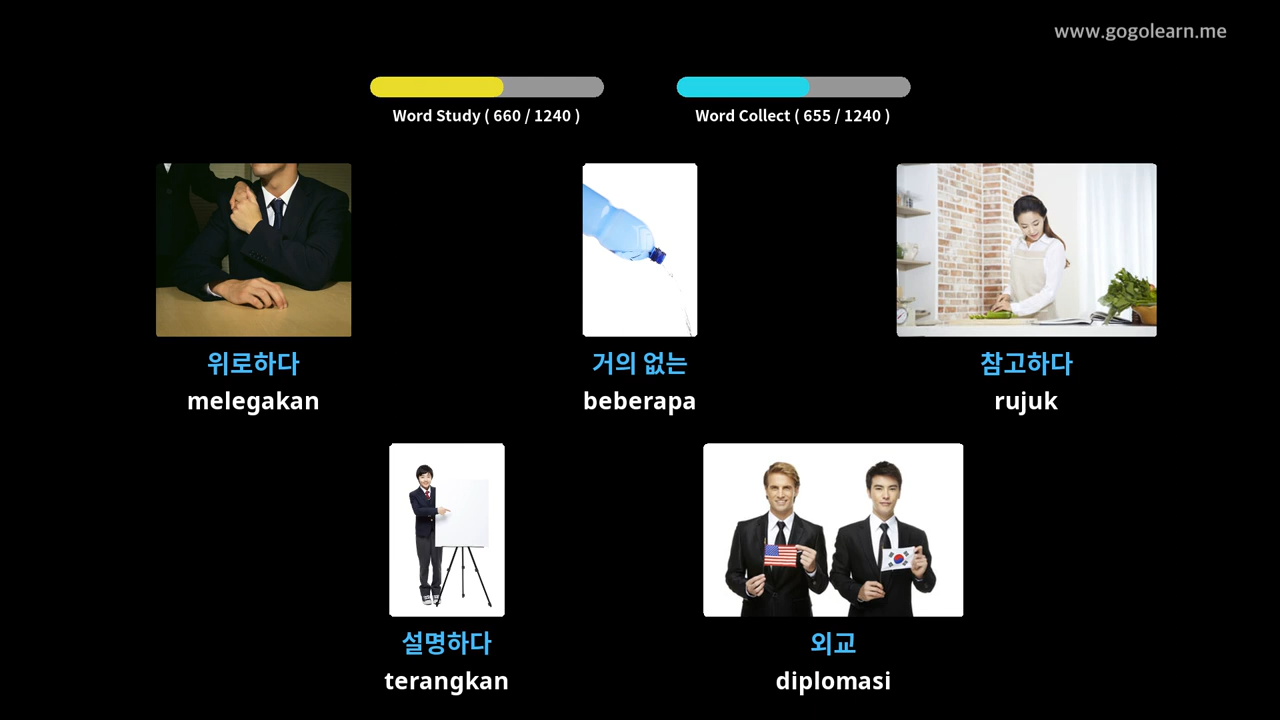 www.gogolearn.me
Word Study ( 660 / 1240 )
Word Collect ( 655 / 1240 )
위로하다
melegakan
거의 없는
beberapa
참고하다
rujuk
설명하다
terangkan
외교
diplomasi